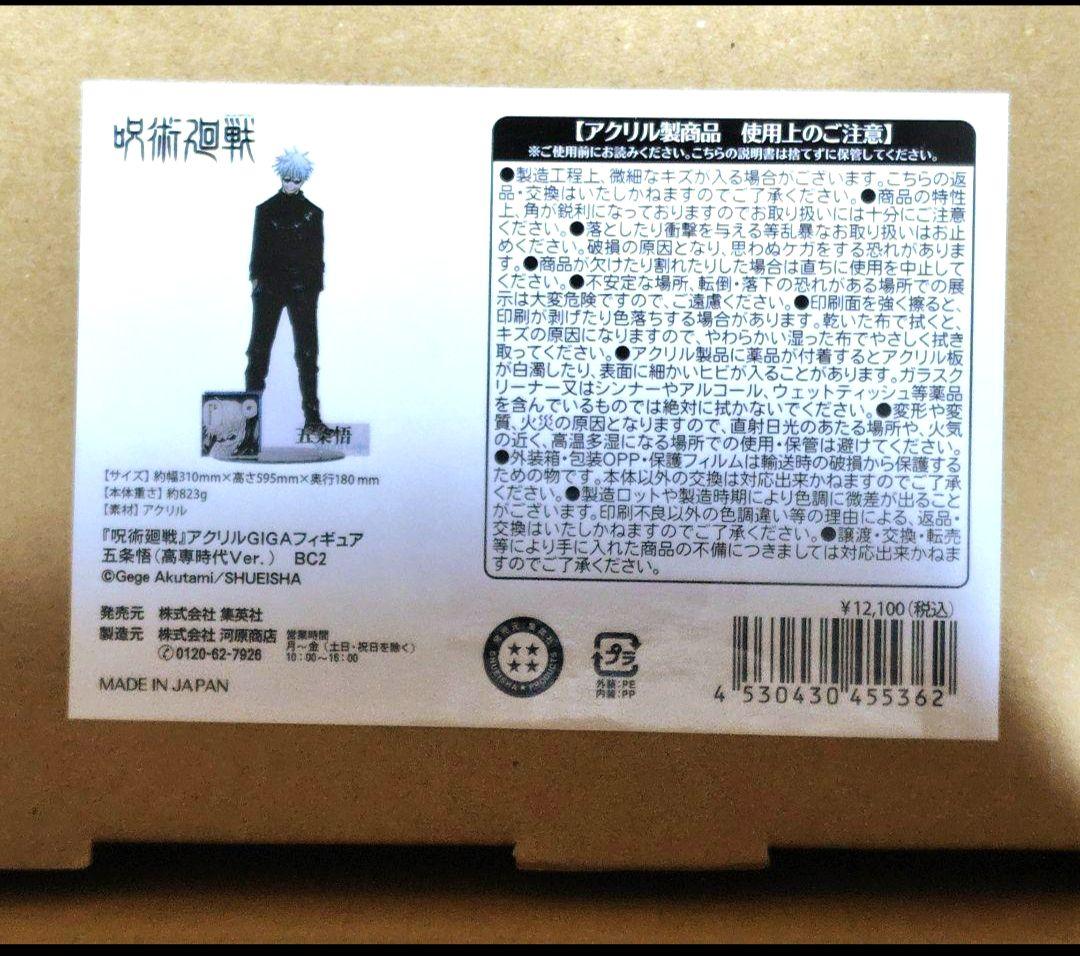 呪術廻戦
五条悟
【サイズ】約幅310mm×高さ595mm×奥行180mm
【本体重さ】約823g
【素材】アクリル
『呪術廻戦』アクリルGIGAフィギュア
五条悟(高専時代Ver.) BC2
©Gege Akutami/SHUEISHA
発売元 株式会社 集英社
製造元 株式会社 河原商店
0120-62-7926
営業時間
月〜金(土日・祝日を除く)
10:00〜16:00
MADE IN JAPAN
【アクリル製商品 使用上のご注意】
※ご使用前にお読みください。こちらの説明書は捨てずに保管してください。
●製造工程上、微細なキズが入る場合がございます。こちらの返
品・交換はいたしかねますのでご了承ください。●商品の特性
上、角が鋭利になっておりますのでお取り扱いには十分にご注意
ください。●落としたり衝撃を与える等乱暴なお取り扱いはお止
めください。破損の原因となり、思わぬケガをする恐れがありま
す。●商品が欠けたり割れたりした場合は直ちに使用を中止して
ください。●不安定な場所、転倒・落下の恐れがある場所での展
示は大変危険ですので、ご遠慮ください。●印刷面を強く擦ると、
印刷が剥げたり色落ちする場合があります。乾いた布で拭くと、
キズの原因になりますので、やわらかい湿った布でやさしく拭き
取ってください。●アクリル製品に薬品が付着するとアクリル板
が白濁したり、表面に細かいヒビが入ることがあります。ガラスク
リーナー又はシンナーやアルコール、ウェットティッシュ等薬品
を含んでいるものでは絶対に拭かないでください。●変形や変
質、火災の原因となりますので、直射日光のあたる場所や、火気
の近く、高温多湿になる場所での使用・保管は避けてください。
●外装箱・包装OPP・保護フィルムは輸送時の破損から保護する
ための物です。本体以外の交換は対応出来かねますのでご了承
ください。●製造ロットや製造時期により色調に微差が出ること
がございます。印刷不良以外の色調違い等の理由による、返品・
交換はいたしかねますのでご了承ください。●譲渡・交換・転売
等により手に入れた商品の不備につきましては対応出来かねま
すのでご了承ください。
発売元 集英社
SHUEISHA PRODUCTS
プラ
外装:PE
内装:PP
¥12,100(税込)
4 530430 455362